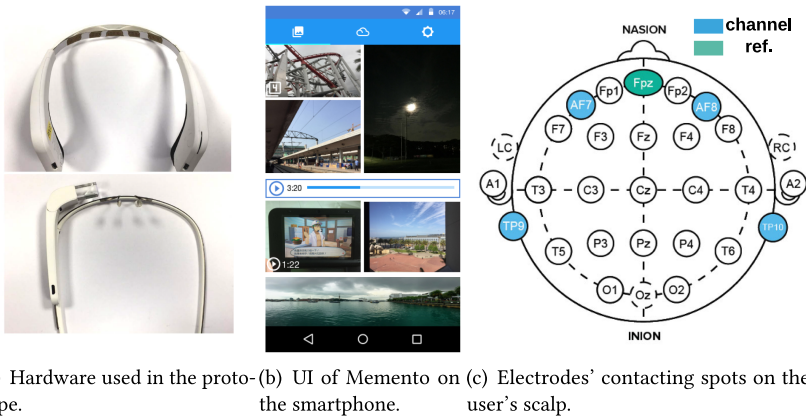 06:17
4
3:20
1:22
NASION
channel
ref.
Fpz
Fp1
Fp2
AF7
AF8
F7
F3
Fz
F4
F8
LC
RC
A1
T3
C3
Cz
C4
T4
A2
TP9
TP10
T5
P3
Pz
P4
T6
O1
Oz
O2
INION
Hardware used in the proto-
pe.
(b) UI of Memento on
the smartphone.
(c) Electrodes' contacting spots on the
user's scalp.